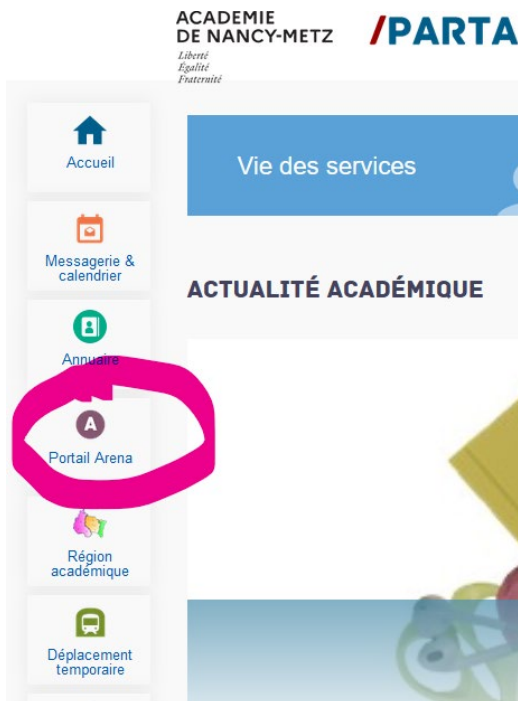 ACADEMIE
DE NANCY-METZ
Liberté
Égalité
Fraternité
/PARTA
Accueil
Vie des services
Messagerie &
calendrier
ACTUALITÉ ACADÉMIQUE
Annuaire
A
Portail Arena
Région
académique
Déplacement
temporaire